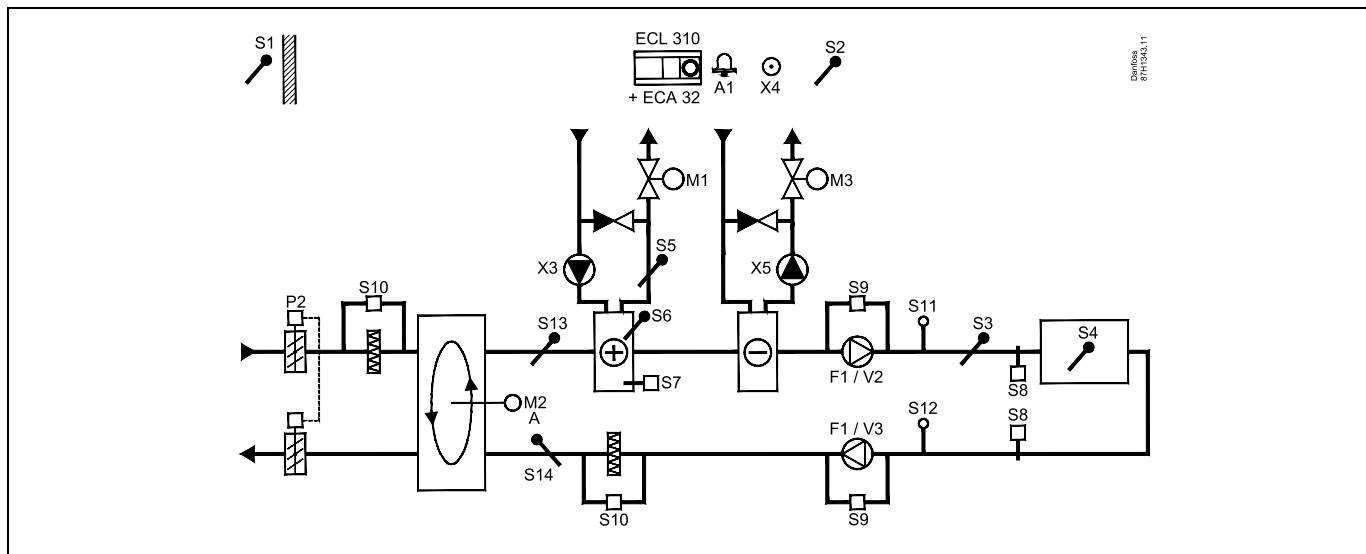 S1
ECL 310
+ ECA 32
A1
X4
S2
Danfoss
87H1343.11
M1
M3
X3
S5
X5
P2
S10
S13
S6
S9
S11
S3
S4
+
−
S7
F1 / V2
S8
M2
A
S14
S10
F1 / V3
S12
S8
S9